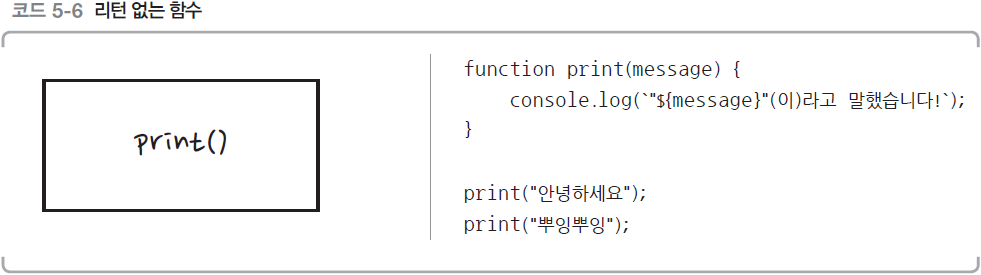 코드 5-6 리턴 없는 함수
print()
function print(message) {
    console.log(`"${message}"(이)라고 말했습니다!`);
}
print("안녕하세요");
print("뿌잉뿌잉");